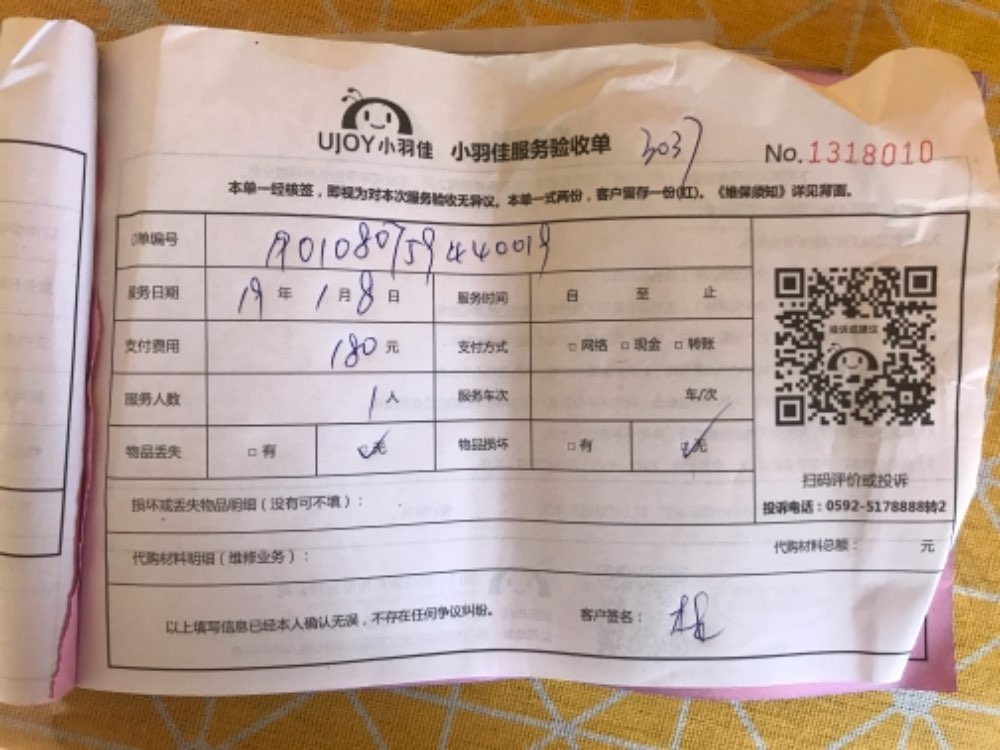 UJOY小羽佳 小羽佳服务验收单 3037 No.1318010
本单一经核签，即视为对本次服务验收无异议。本单一式两份，客户留存一份(红)。《维保须知》详见背面。
单编号 1901080759440019
服务日期 19 年 1 月 8 日 服务时间 自 至 止
支付费用 180 元 支付方式 □ 网络 □ 现金 □ 转账
服务人数 1 人 服务车次 车/次
物品丢失 □ 有 □ 无 物品损坏 □ 有 □ 无
投诉或建议
扫码评价或投诉
投诉电话：0592-5178888转2
损坏或丢失物品明细（没有可不填）：
代购材料明细（维修业务）： 代购材料总额： 元
以上填写信息已经本人确认无误，不存在任何争议纠纷。 客户签名：